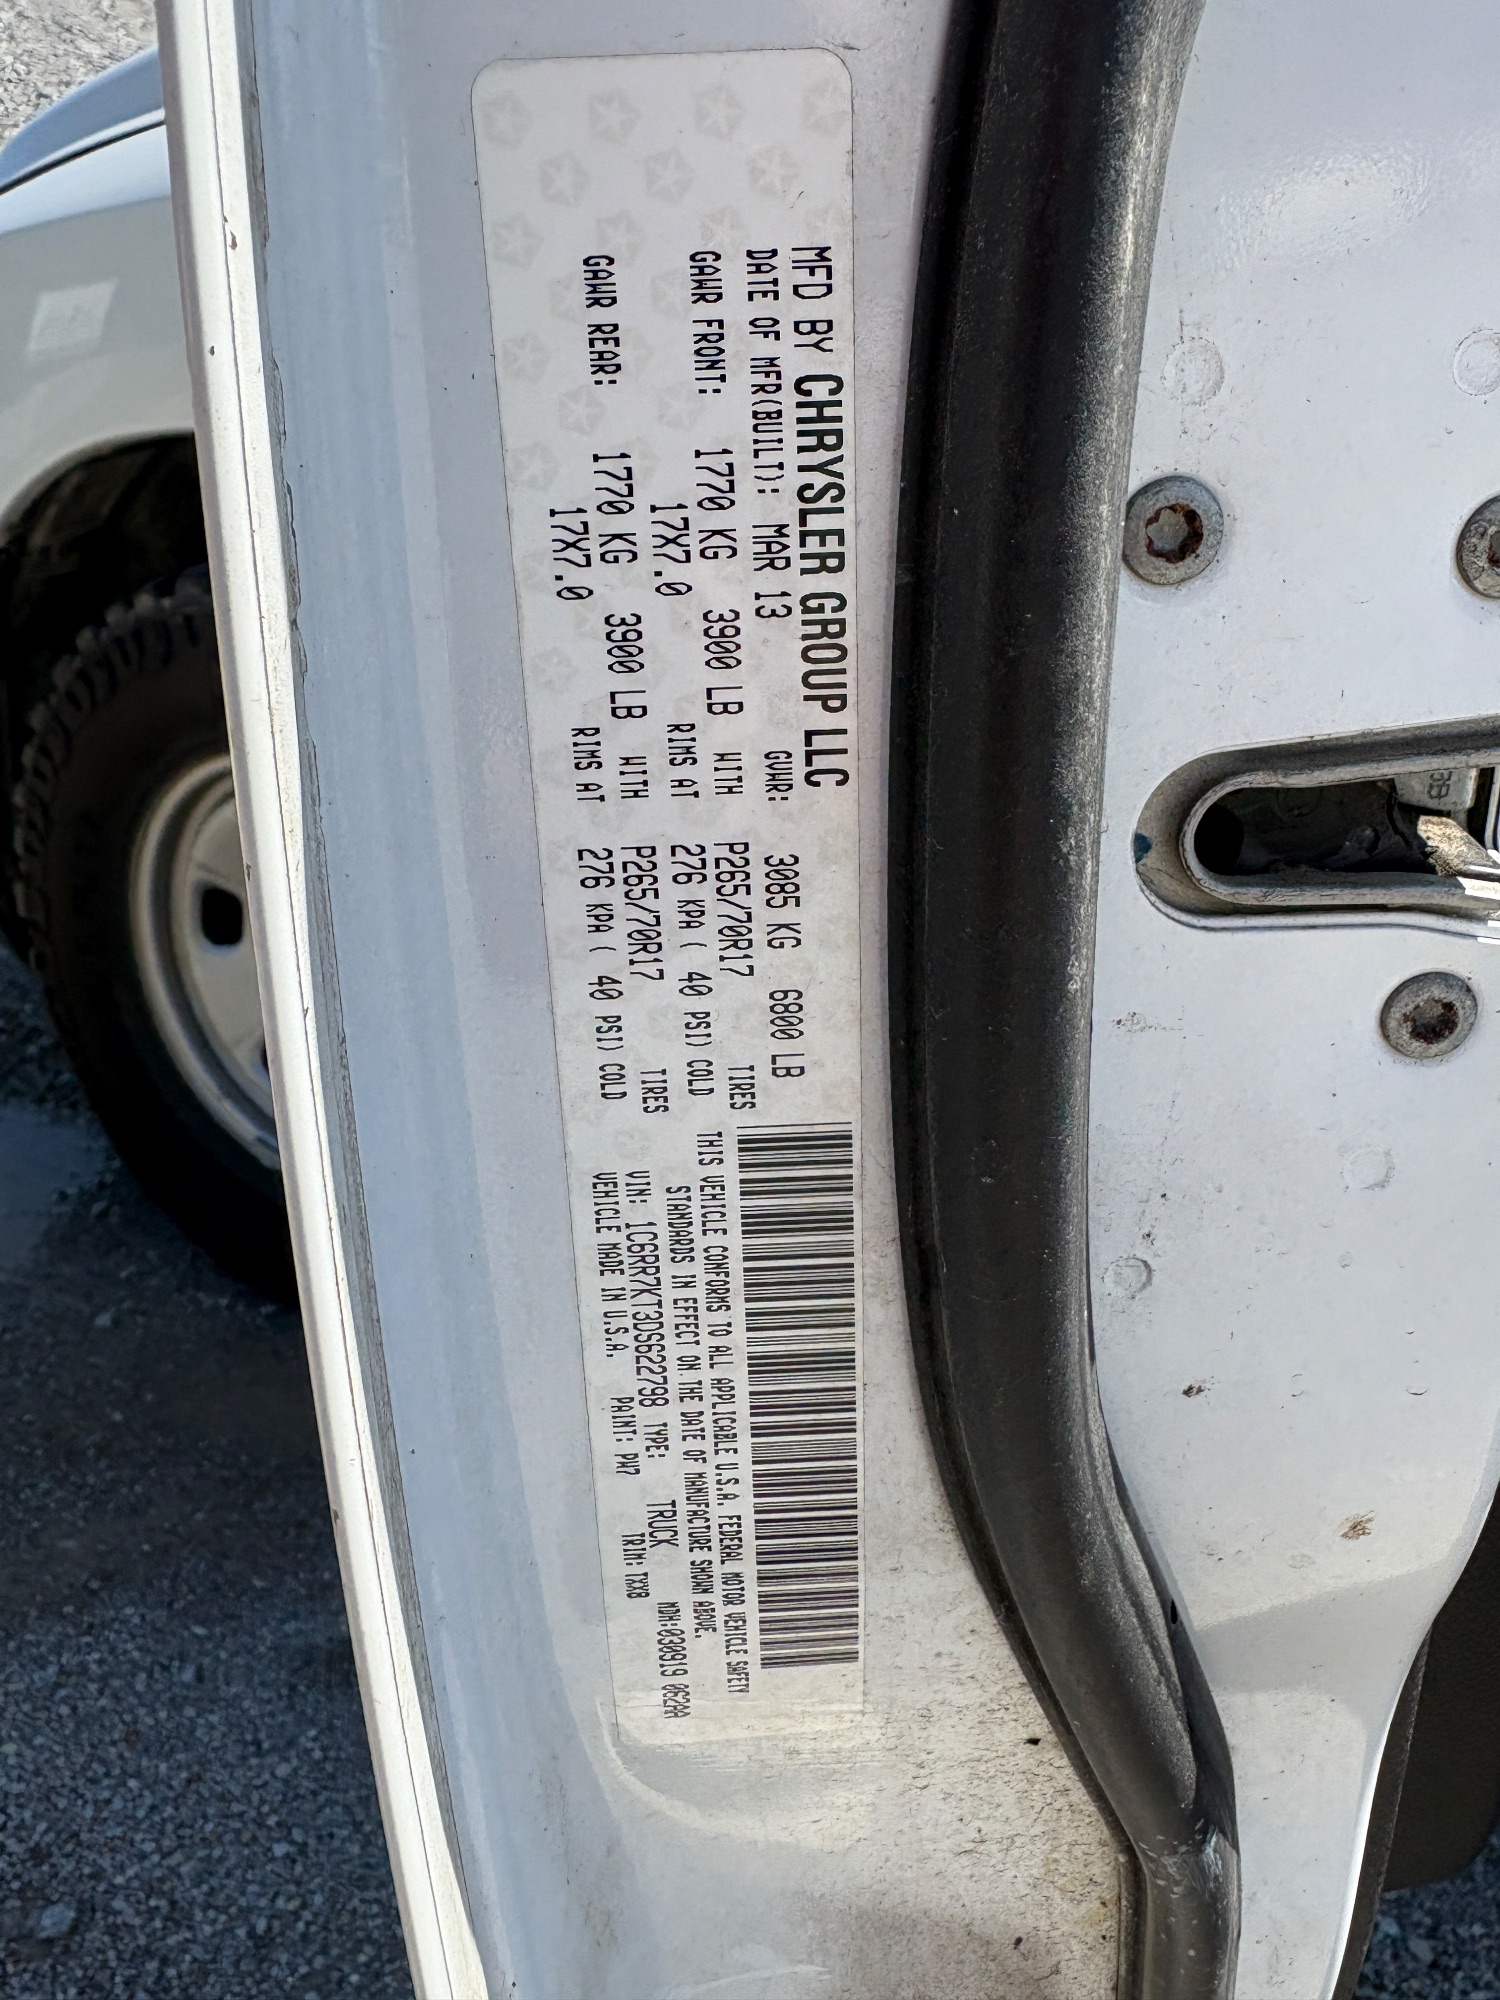 MFD BY CHRYSLER GROUP LLC
DATE OF MFR(BUILT): MAR 13 GVWR: 3085 KG 6800 LB
GAWR FRONT: 1770 KG 3900 LB WITH P265/70R17 TIRES
17X7.0 RIMS AT 276 KPA ( 40 PSI) COLD
GAWR REAR: 1770 KG 3900 LB WITH P265/70R17 TIRES
17X7.0 RIMS AT 276 KPA ( 40 PSI) COLD
THIS VEHICLE CONFORMS TO ALL APPLICABLE U.S.A. FEDERAL MOTOR VEHICLE SAFETY
STANDARDS IN EFFECT ON THE DATE OF MANUFACTURE SHOWN ABOVE.
VIN: 1C6RR7KT3DS622798 TYPE: TRUCK MDH:030919 062AA
VEHICLE MADE IN U.S.A. PAINT: PW7 TRIM: TXX8